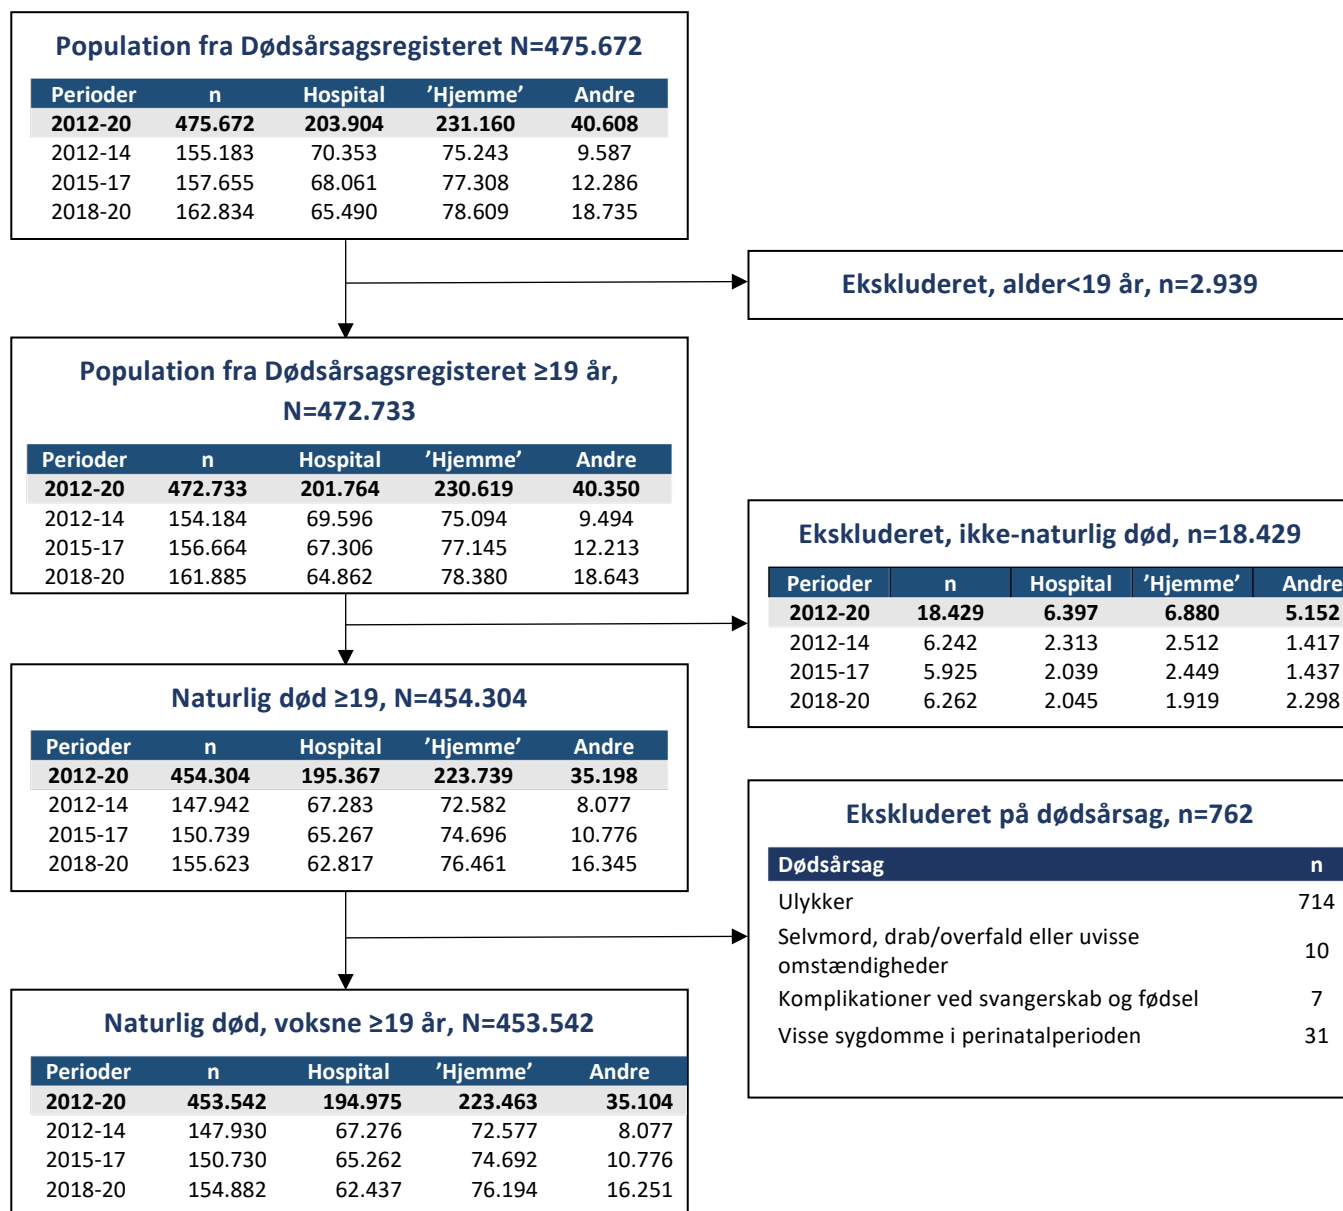 Population fra Dødsårsagsregisteret N=475.672
Perioder n Hospital ’Hjemme’ Andre
2012-20 475.672 203.904 231.160 40.608
2012-14 155.183 70.353 75.243 9.587
2015-17 157.655 68.061 77.308 12.286
2018-20 162.834 65.490 78.609 18.735
Ekskluderet, alder<19 år, n=2.939
Population fra Dødsårsagsregisteret ≥19 år,
N=472.733
Perioder n Hospital ’Hjemme’ Andre
2012-20 472.733 201.764 230.619 40.350
2012-14 154.184 69.596 75.094 9.494
2015-17 156.664 67.306 77.145 12.213
2018-20 161.885 64.862 78.380 18.643
Ekskluderet, ikke-naturlig død, n=18.429
Perioder n Hospital ’Hjemme’ Andre
2012-20 18.429 6.397 6.880 5.152
2012-14 6.242 2.313 2.512 1.417
2015-17 5.925 2.039 2.449 1.437
2018-20 6.262 2.045 1.919 2.298
Naturlig død ≥19, N=454.304
Perioder n Hospital ’Hjemme’ Andre
2012-20 454.304 195.367 223.739 35.198
2012-14 147.942 67.283 72.582 8.077
2015-17 150.739 65.267 74.696 10.776
2018-20 155.623 62.817 76.461 16.345
Ekskluderet på dødsårsag, n=762
Dødsårsag n
Ulykker 714
Selvmord, drab/overfald eller uvisse
omstændigheder 10
Komplikationer ved svangerskab og fødsel 7
Visse sygdomme i perinatalperioden 31
Naturlig død, voksne ≥19 år, N=453.542
Perioder n Hospital ’Hjemme’ Andre
2012-20 453.542 194.975 223.463 35.104
2012-14 147.930 67.276 72.577 8.077
2015-17 150.730 65.262 74.692 10.776
2018-20 154.882 62.437 76.194 16.251